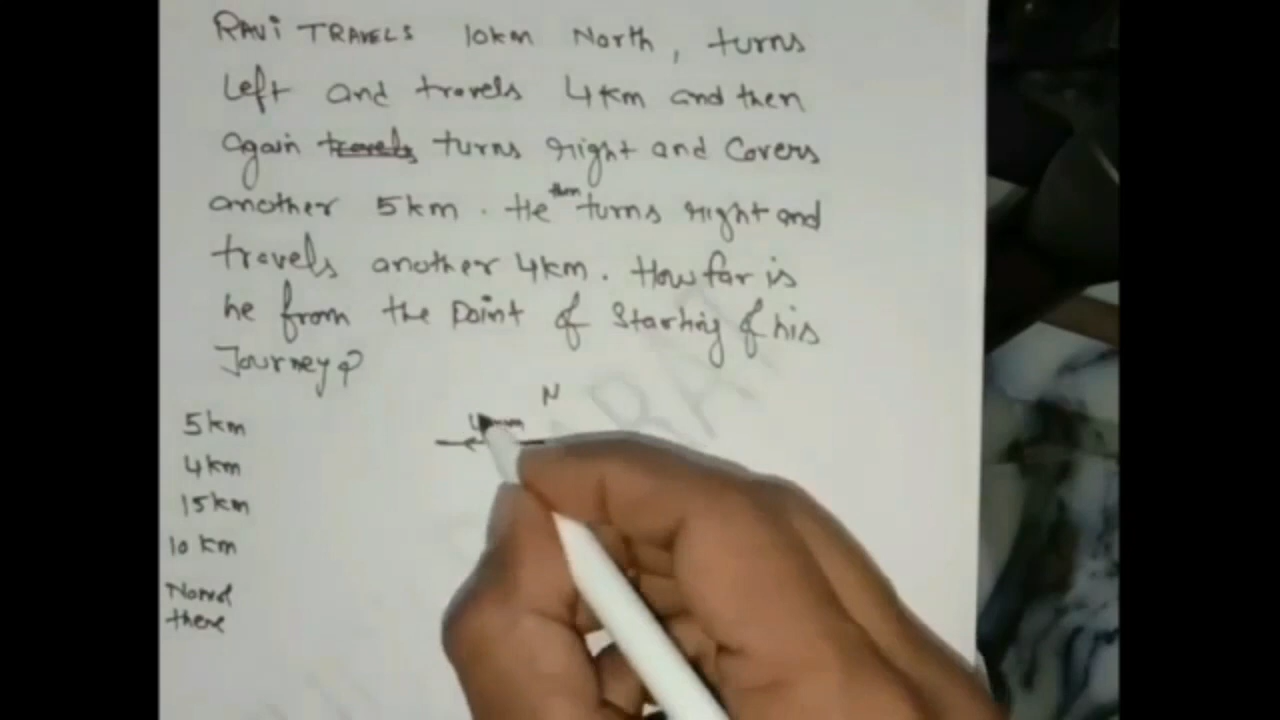 RAVi TRAVELS 10km North, turns
Left and travels 4km and then
again travels turns right and Covers
another 5km. He then turns right and
travels another 4km. How far is
he from the Point of Starting of his
Journey?
N
5km
4km
15km
10 km
None
there